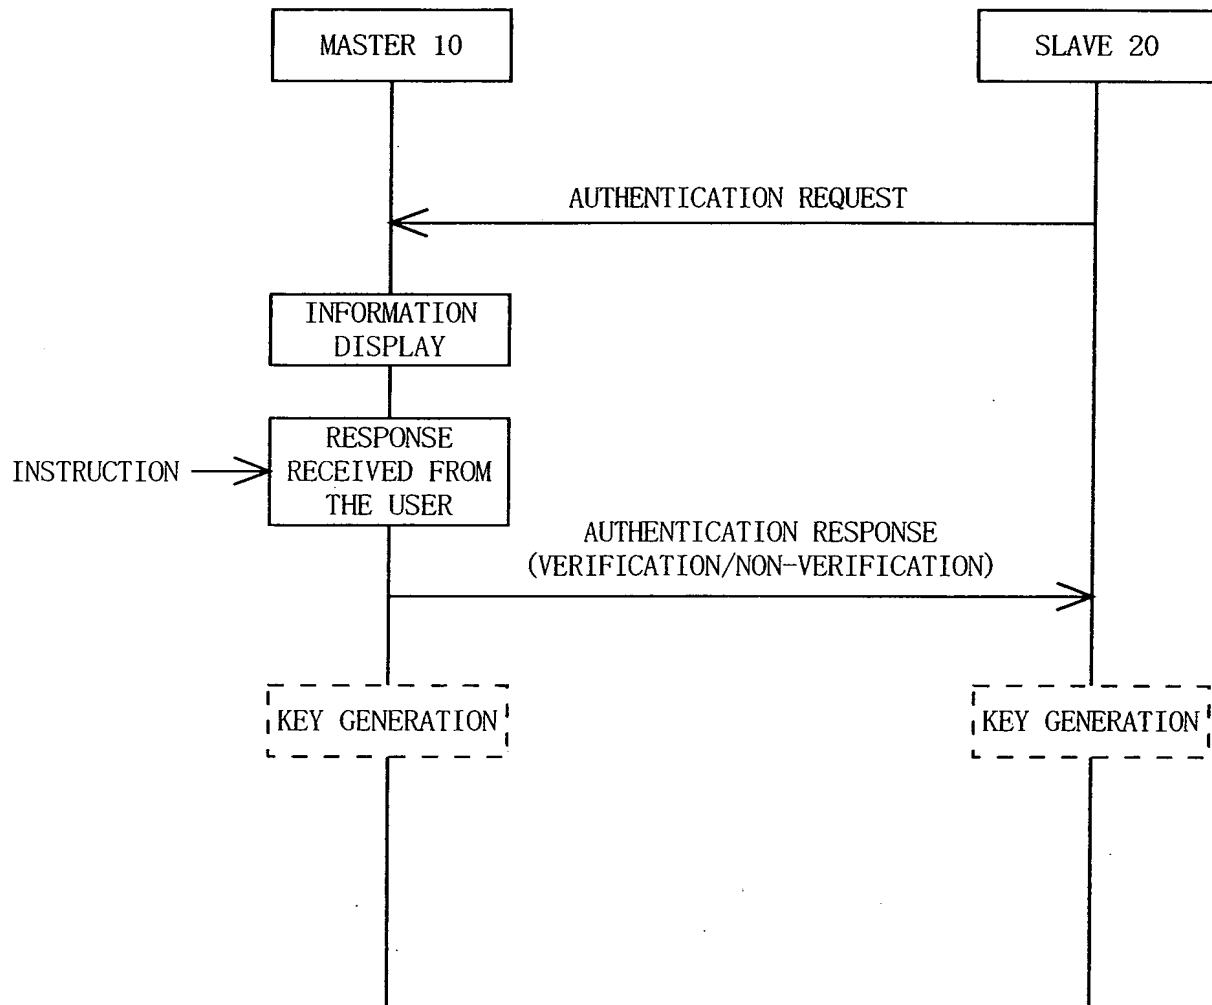 MASTER 10
SLAVE 20
AUTHENTICATION REQUEST
INFORMATION
DISPLAY
RESPONSE
RECEIVED FROM
THE USER
INSTRUCTION
AUTHENTICATION RESPONSE
(VERIFICATION/NON-VERIFICATION)
KEY GENERATION
KEY GENERATION